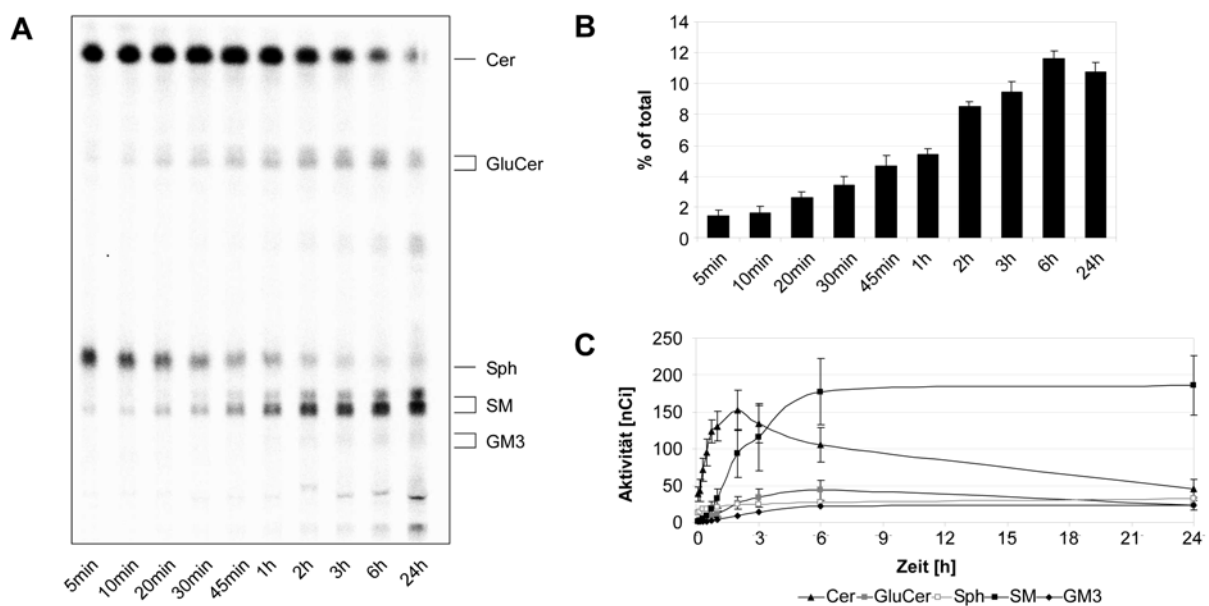 A
Cer
GluCer
Sph
SM
GM3
5min 10min 20min 30min 45min 1h 2h 3h 6h 24h
B
% of total
14
12
10
8
6
4
2
0
5min 10min 20min 30min 45min 1h 2h 3h 6h 24h
C
Aktivität [nCi]
250
200
150
100
50
0
0 3 6 9 12 15 18 21 24
Zeit [h]
Cer GluCer Sph SM GM3